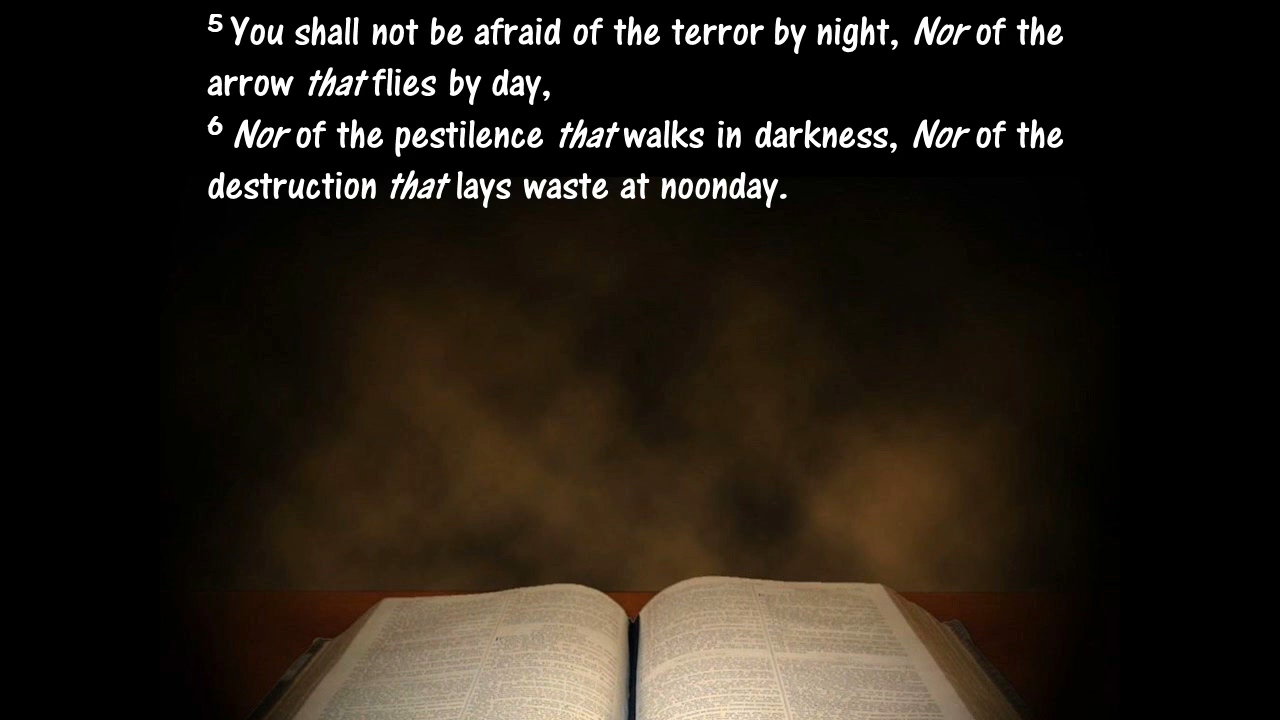 5 You shall not be afraid of the terror by night, Nor of the
arrow that flies by day,
6 Nor of the pestilence that walks in darkness, Nor of the
destruction that lays waste at noonday.